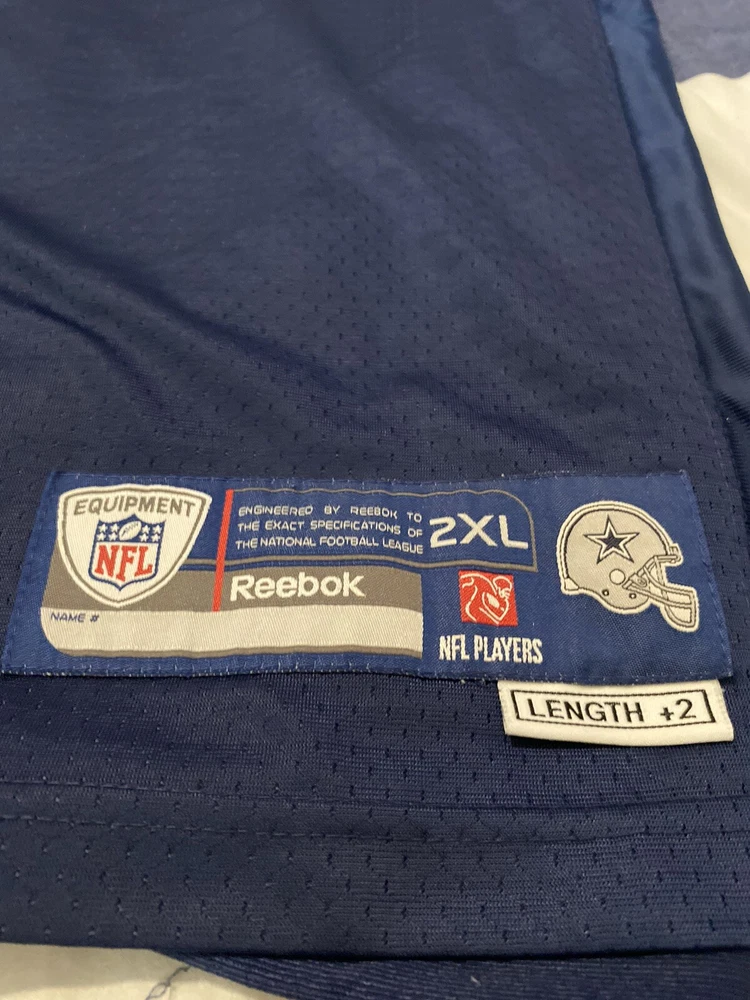 EQUIPMENT
NFL
ENGINEERED BY REEBOK TO
THE EXACT SPECIFICATIONS OF
THE NATIONAL FOOTBALL LEAGUE
2XL
Reebok
NAME #
NFL PLAYERS
LENGTH +2